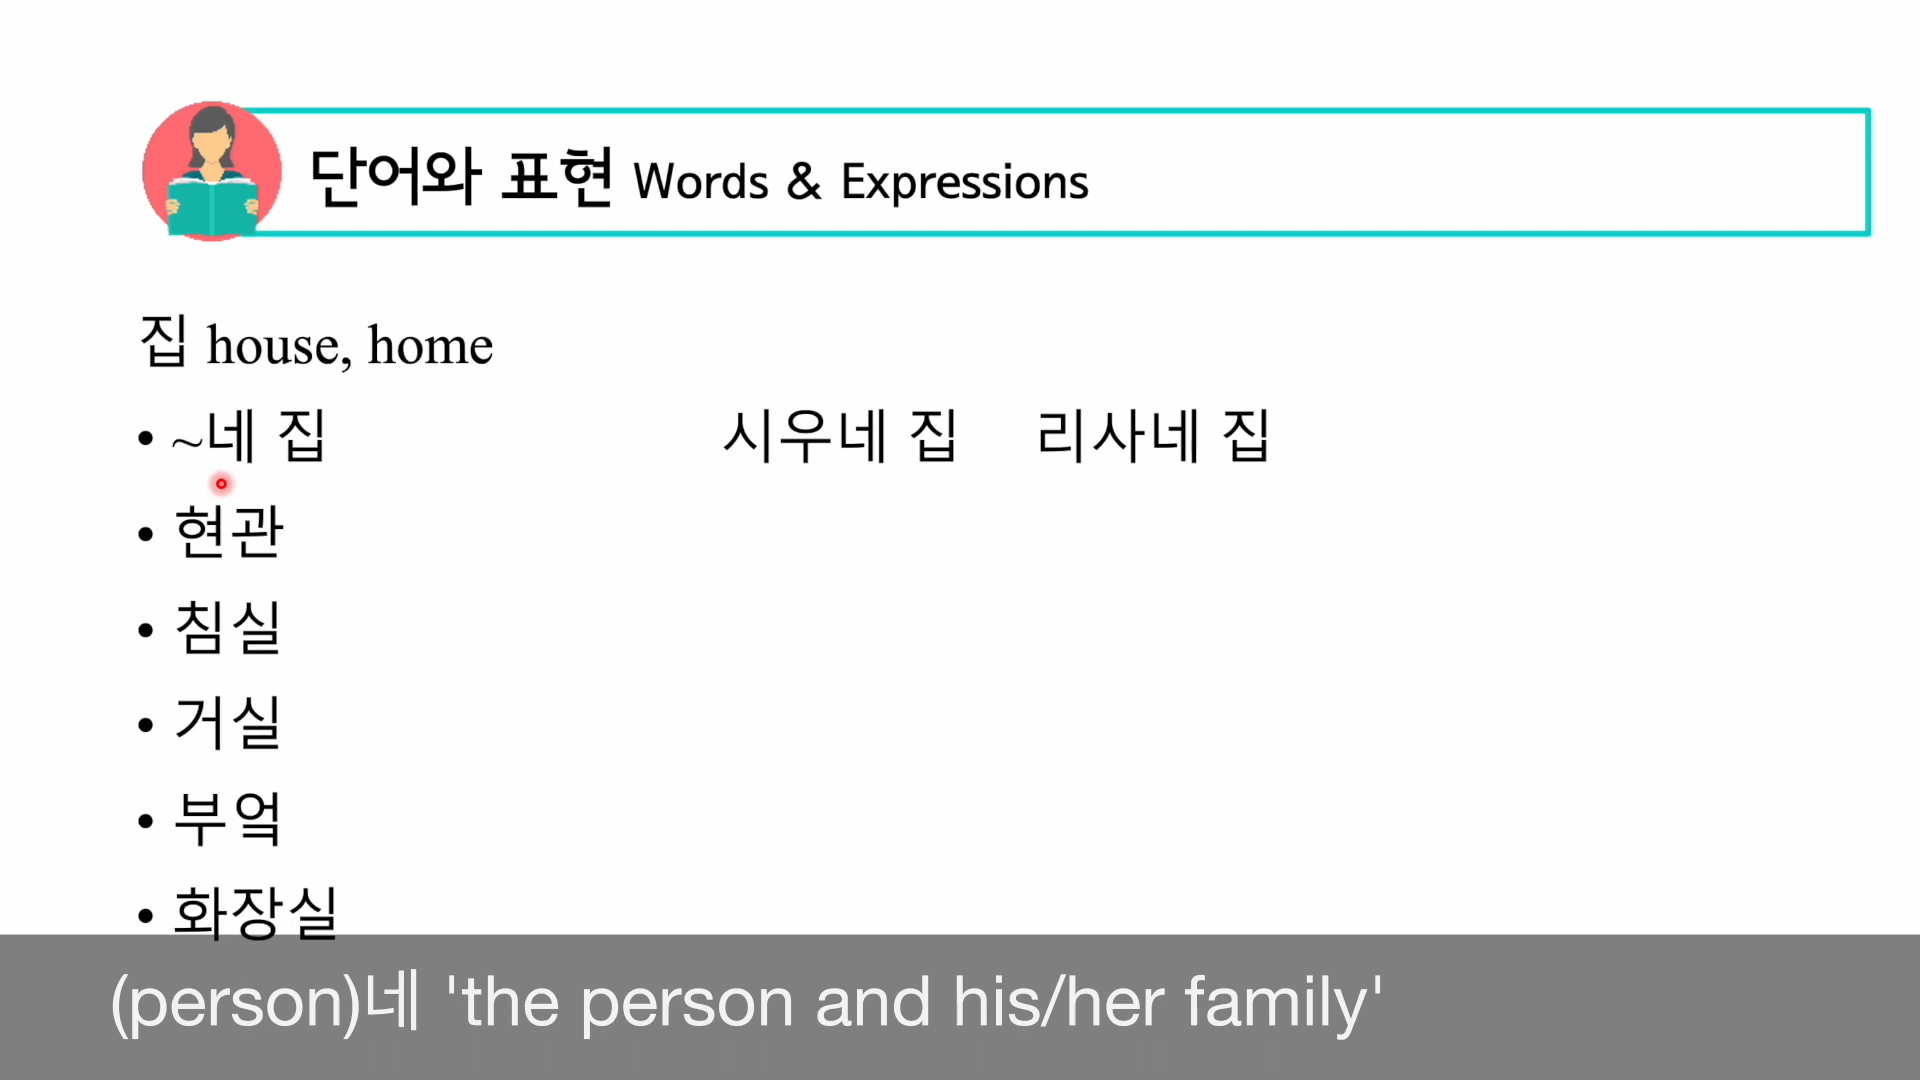 단어와 표현 Words & Expressions
집 house, home
• ~네 집 시우네 집 리사네 집
• 현관
• 침실
• 거실
• 부엌
• 화장실
(person)네 'the person and his/her family'